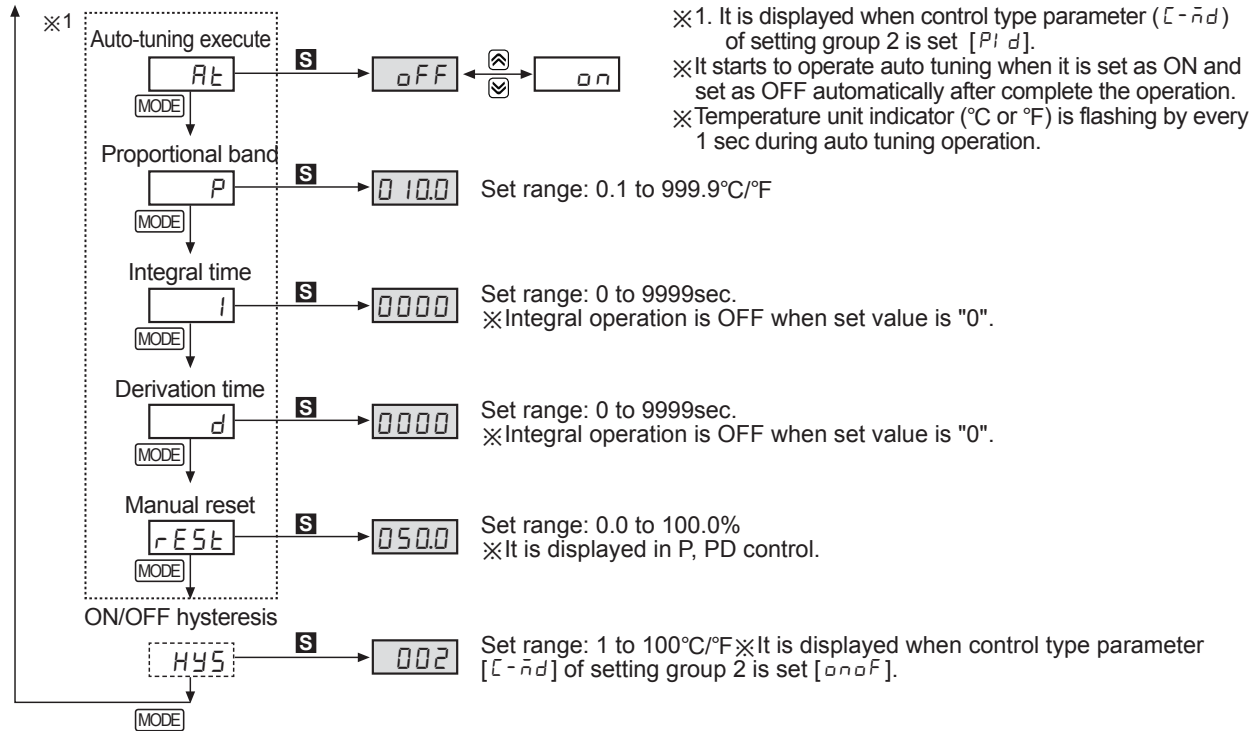 ※1
Auto-tuning execute
At
S
oFF
on
MODE
※1. It is displayed when control type parameter (C-md)
of setting group 2 is set [PI d].
※It starts to operate auto tuning when it is set as ON and
set as OFF automatically after complete the operation.
※Temperature unit indicator (°C or °F) is flashing by every
1 sec during auto tuning operation.
Proportional band
P
S
010.0
Set range: 0.1 to 999.9°C/°F
MODE
Integral time
I
S
0000
Set range: 0 to 9999sec.
※Integral operation is OFF when set value is "0".
MODE
Derivation time
d
S
0000
Set range: 0 to 9999sec.
※Integral operation is OFF when set value is "0".
MODE
Manual reset
rESt
S
050.0
Set range: 0.0 to 100.0%
※It is displayed in P, PD control.
MODE
ON/OFF hysteresis
HYS
S
002
Set range: 1 to 100°C/°F※It is displayed when control type parameter
[C-md] of setting group 2 is set [onoF].
MODE